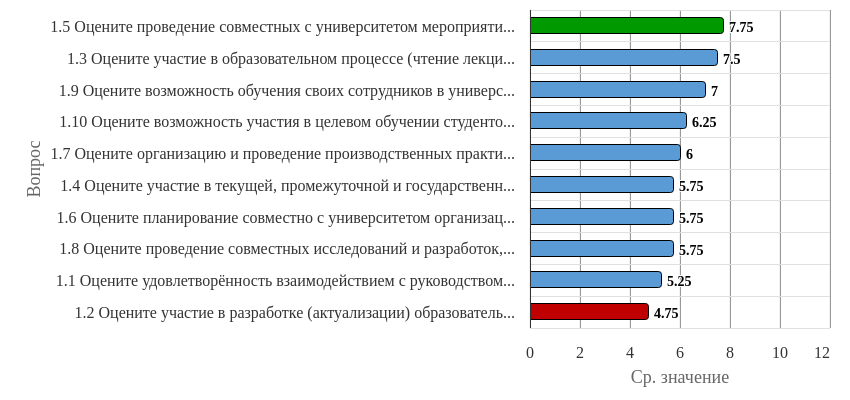 1.5 Оцените проведение совместных с университетом мероприяти... 7.75
1.3 Оцените участие в образовательном процессе (чтение лекци... 7.5
1.9 Оцените возможность обучения своих сотрудников в универс... 7
1.10 Оцените возможность участия в целевом обучении студенто... 6.25
1.7 Оцените организацию и проведение производственных практи... 6
1.4 Оцените участие в текущей, промежуточной и государственн... 5.75
1.6 Оцените планирование совместно с университетом организац... 5.75
1.8 Оцените проведение совместных исследований и разработок,... 5.75
1.1 Оцените удовлетворённость взаимодействием с руководством... 5.25
1.2 Оцените участие в разработке (актуализации) образователь... 4.75
Вопрос
0 2 4 6 8 10 12
Ср. значение